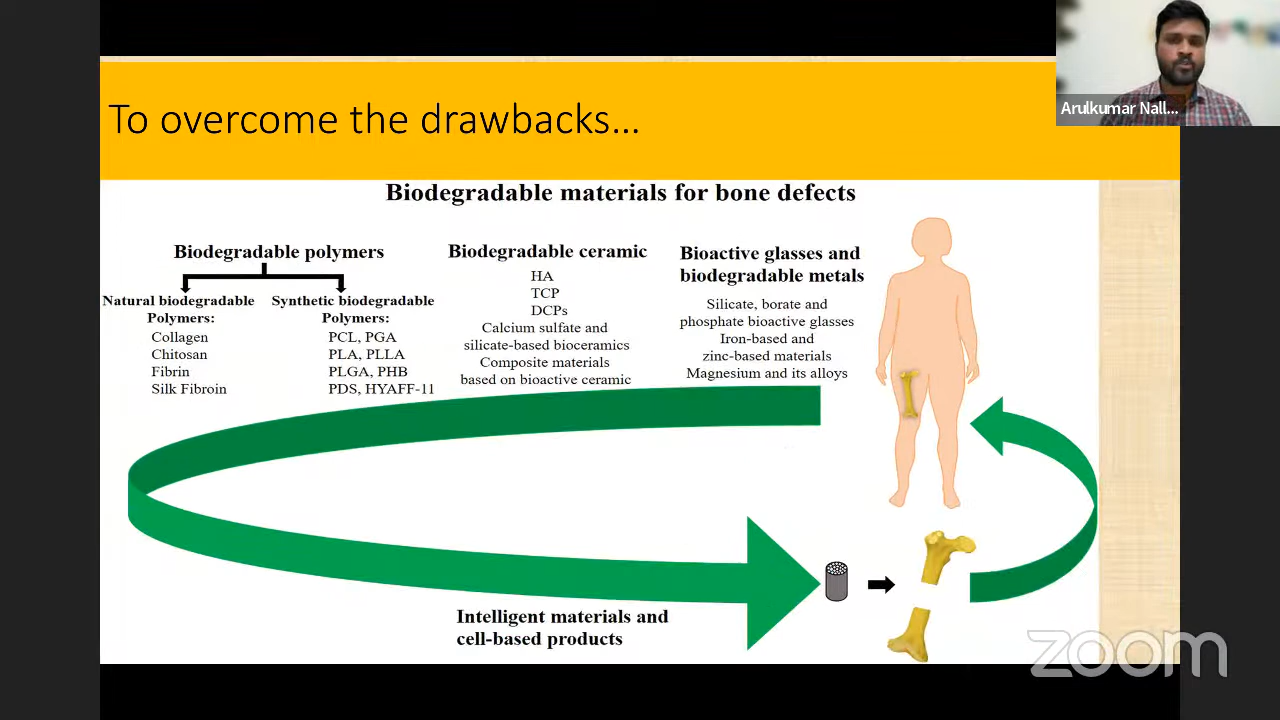 To overcome the drawbacks...
Arulkumar Nall...
Biodegradable materials for bone defects
Biodegradable polymers
Natural biodegradable
Polymers:
Collagen
Chitosan
Fibrin
Silk Fibroin
Synthetic biodegradable
Polymers:
PCL, PGA
PLA, PLLA
PLGA, PHB
PDS, HYAFF-11
Biodegradable ceramic
HA
TCP
DCPs
Calcium sulfate and
silicate-based bioceramics
Composite materials
based on bioactive ceramic
Bioactive glasses and
biodegradable metals
Silicate, borate and
phosphate bioactive glasses
Iron-based and
zinc-based materials
Magnesium and its alloys
Intelligent materials and
cell-based products
zoom